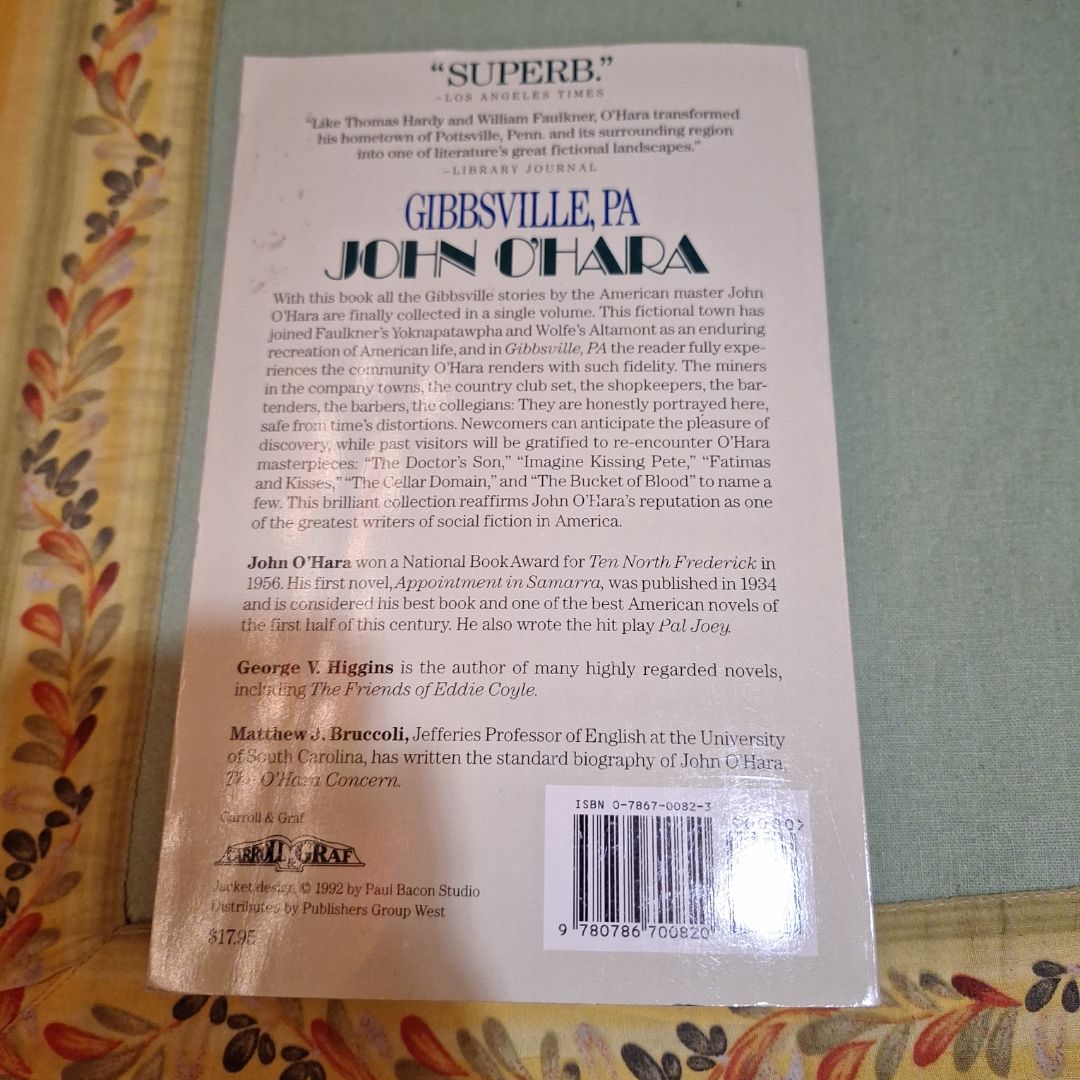 “SUPERB.”
–LOS ANGELES TIMES
“Like Thomas Hardy and William Faulkner, O’Hara transformed
his hometown of Pottsville, Penn. and its surrounding region
into one of literature’s great fictional landscapes.”
–LIBRARY JOURNAL
GIBBSVILLE, PA
JOHN O’HARA
With this book all the Gibbsville stories by the American master John
O’Hara are finally collected in a single volume. This fictional town has
joined Faulkner’s Yoknapatawpha and Wolfe’s Altamont as an enduring
recreation of American life, and in Gibbsville, PA the reader fully expe-
riences the community O’Hara renders with such fidelity. The miners
in the company towns, the country club set, the shopkeepers, the bar-
tenders, the barbers, the collegians: They are honestly portrayed here,
safe from time’s distortions. Newcomers can anticipate the pleasure of
discovery, while past visitors will be gratified to re-encounter O’Hara
masterpieces: “The Doctor’s Son,” “Imagine Kissing Pete,” “Fatimas
and Kisses,” “The Cellar Domain,” and “The Bucket of Blood” to name a
few. This brilliant collection reaffirms John O’Hara’s reputation as one
of the greatest writers of social fiction in America.
John O’Hara won a National Book Award for Ten North Frederick in
1956. His first novel, Appointment in Samarra, was published in 1934
and is considered his best book and one of the best American novels of
the first half of this century. He also wrote the hit play Pal Joey.
George V. Higgins is the author of many highly regarded novels,
including The Friends of Eddie Coyle.
Matthew J. Bruccoli, Jefferies Professor of English at the University
of South Carolina, has written the standard biography of John O’Hara,
The O’Hara Concern.
Carroll & Graf
CARROLL & GRAF
Jacket design © 1992 by Paul Bacon Studio
Distributed by Publishers Group West
$17.95
ISBN 0-7867-0082-3
9 780786 700820